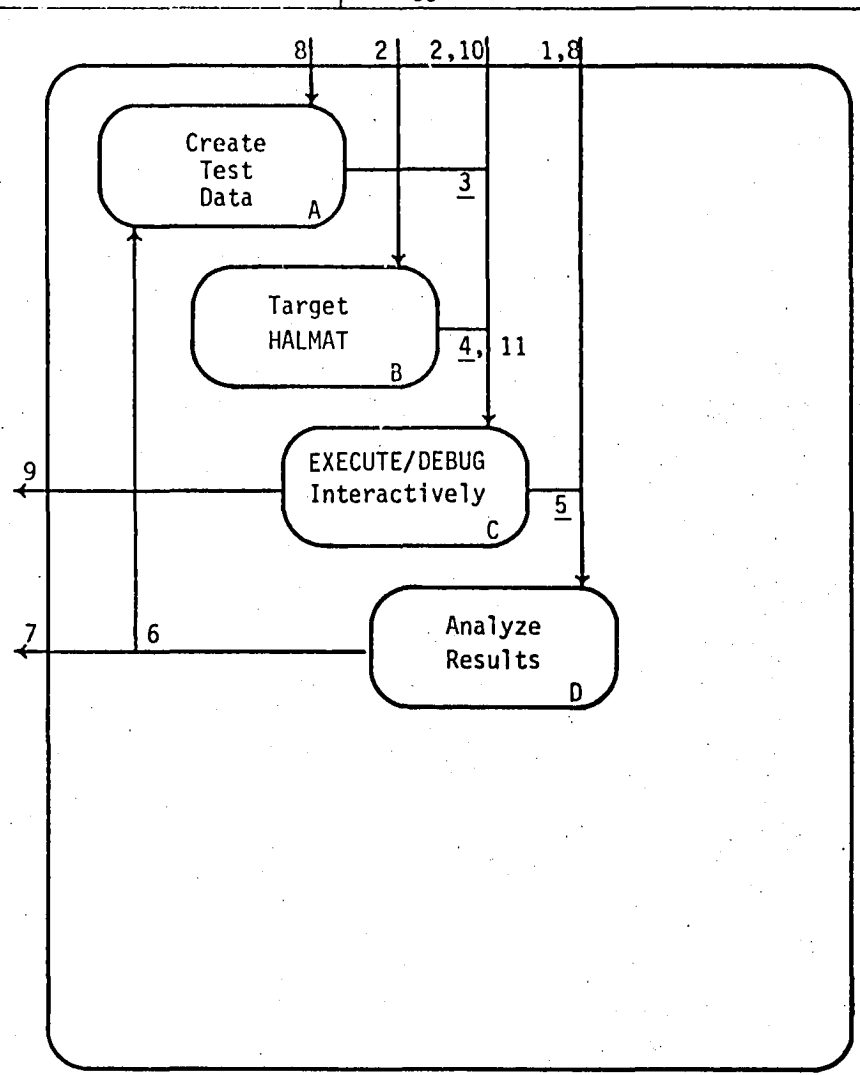 8 2 2,10 1,8
Create
Test
Data
A
3
Target
HALMAT
B
4, 11
EXECUTE/DEBUG
Interactively
C
9
5
Analyze
Results
D
7 6